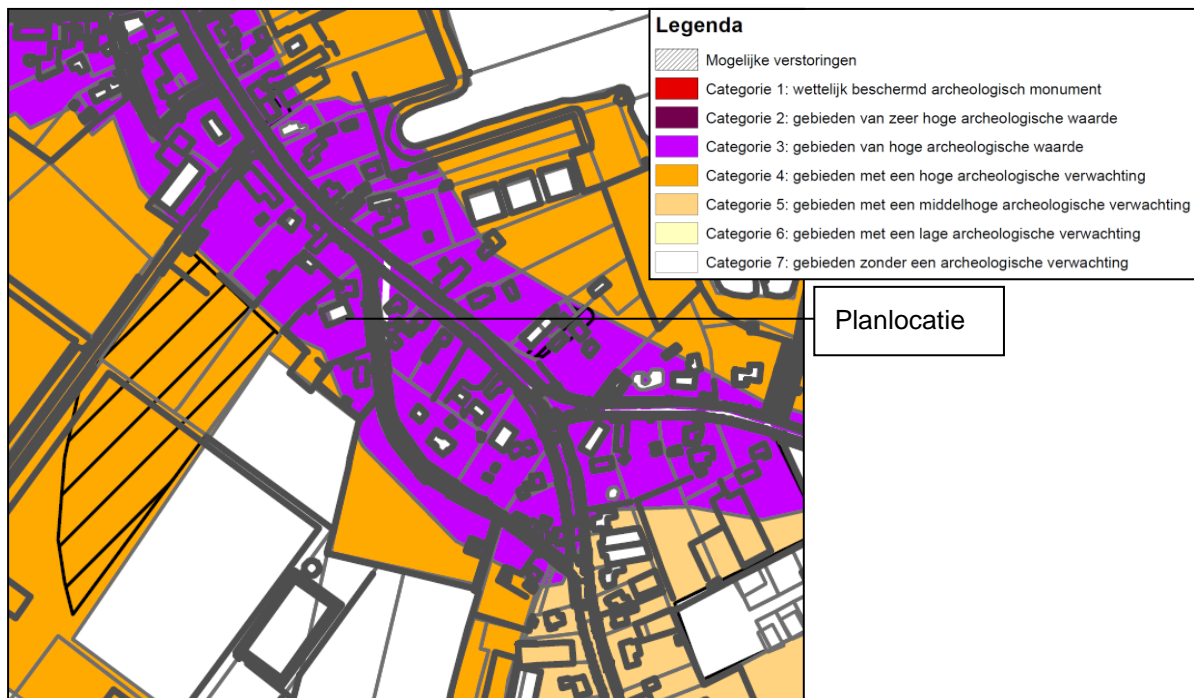 Legenda
Mogelijke verstoringen
Categorie 1: wettelijk beschermd archeologisch monument
Categorie 2: gebieden van zeer hoge archeologische waarde
Categorie 3: gebieden van hoge archeologische waarde
Categorie 4: gebieden met een hoge archeologische verwachting
Categorie 5: gebieden met een middelhoge archeologische verwachting
Categorie 6: gebieden met een lage archeologische verwachting
Categorie 7: gebieden zonder een archeologische verwachting
Planlocatie